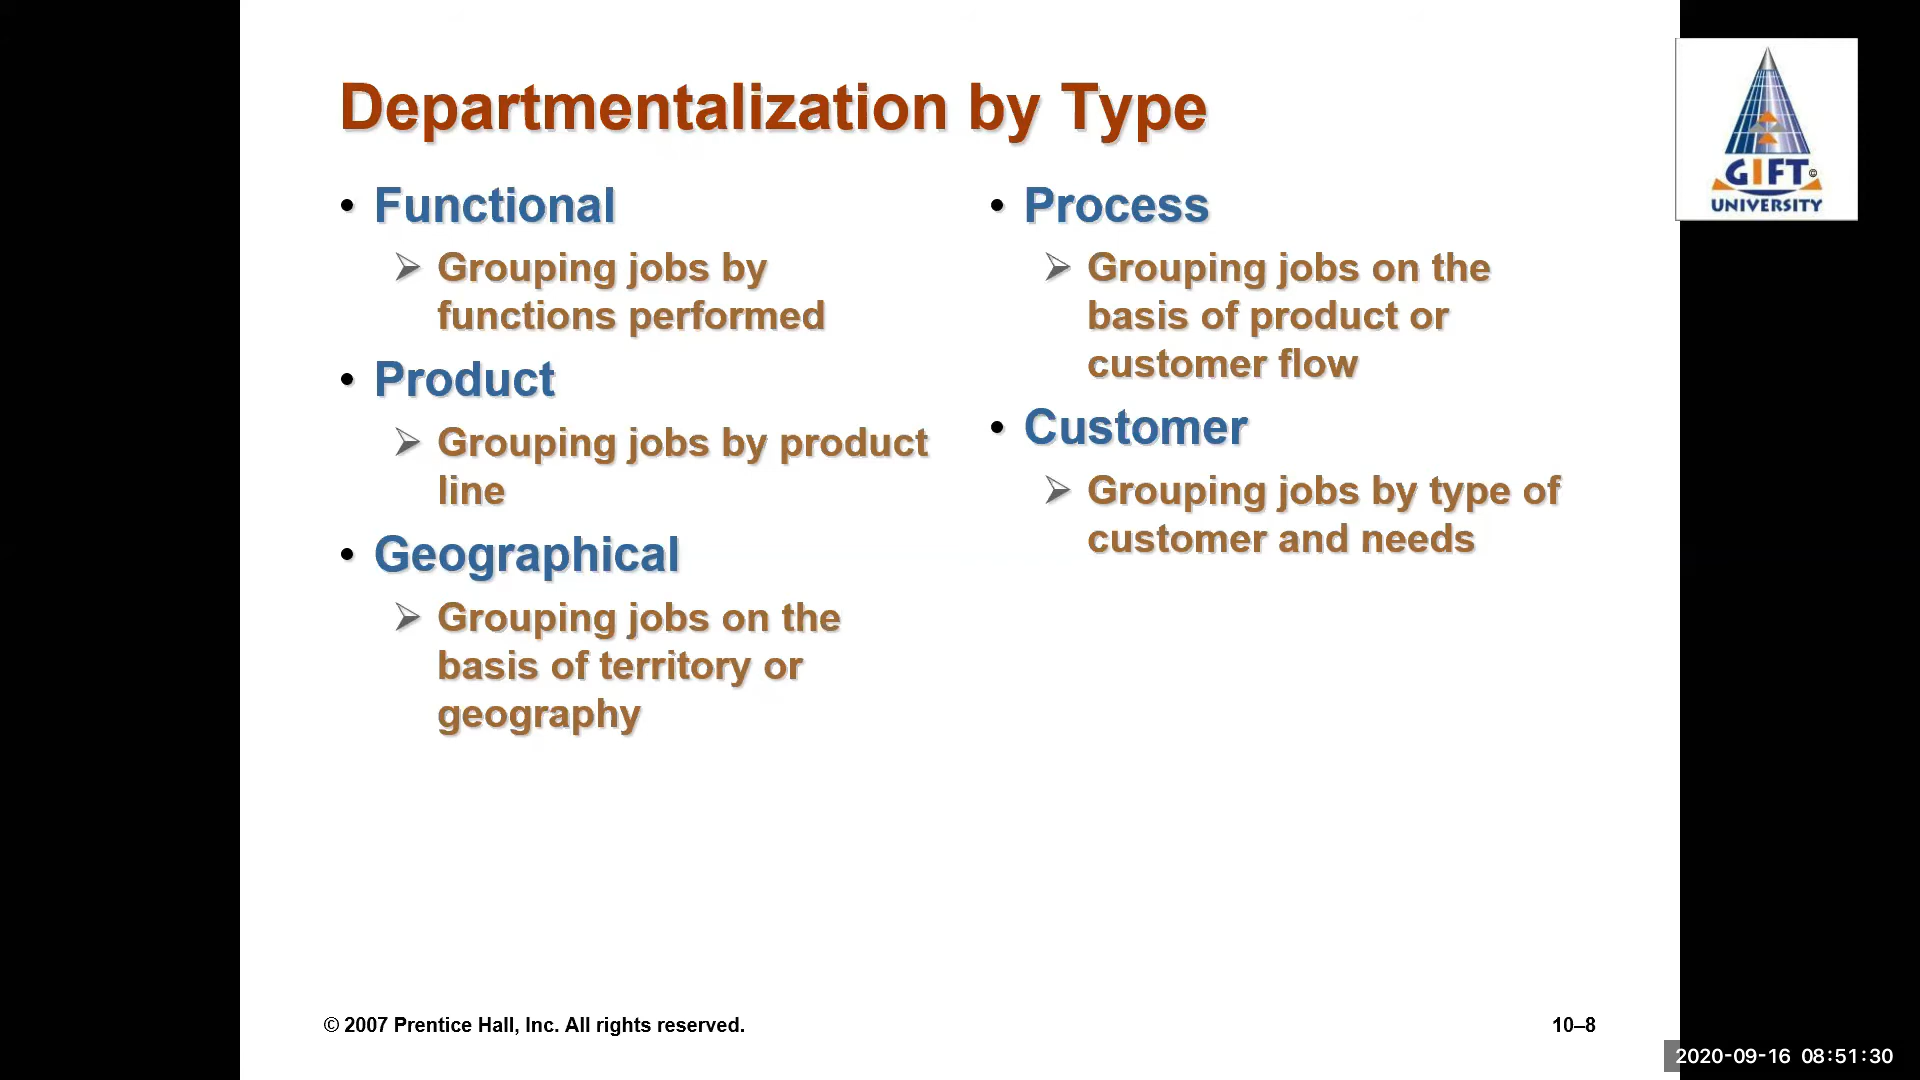 Departmentalization by Type
• Functional
➢ Grouping jobs by
functions performed
• Product
➢ Grouping jobs by product
line
• Geographical
➢ Grouping jobs on the
basis of territory or
geography
• Process
➢ Grouping jobs on the
basis of product or
customer flow
• Customer
➢ Grouping jobs by type of
customer and needs
GIFT©
UNIVERSITY
© 2007 Prentice Hall, Inc. All rights reserved.
10–8
2020-09-16 08:51:30